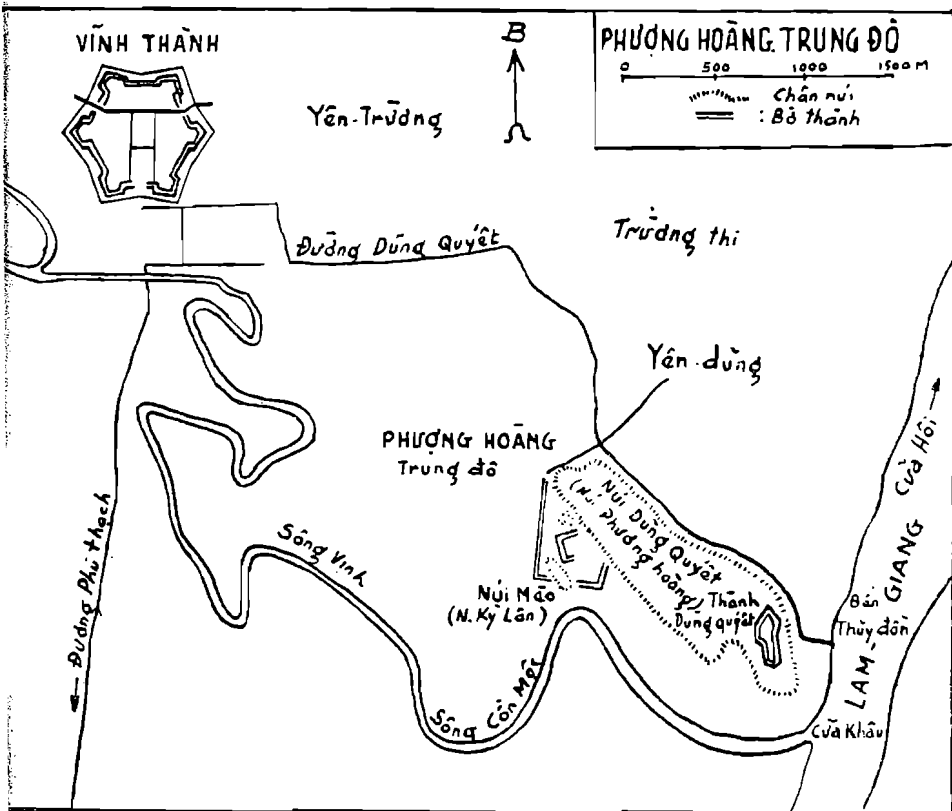 VĨNH THÀNH
B
PHƯỢNG HOÀNG. TRUNG ĐÔ
0 500 1000 1500 M
Chân núi
: Bờ thành
Yên-Trường
Trường thi
Đường Dũng Quyết
Yên-dũng
PHƯỢNG HOÀNG
Trung đô
Núi Dũng Quyết
(Núi Phượng hoàng)
Thành
Dũng quyết
Sông Vinh
Núi Mão
(N. Kỳ Lân)
Bến
Thủy đồn
LAM-GIANG
Cửa Hội
Đường Phù thạch
Sông Cồn Mộc
Cửa Khẩu